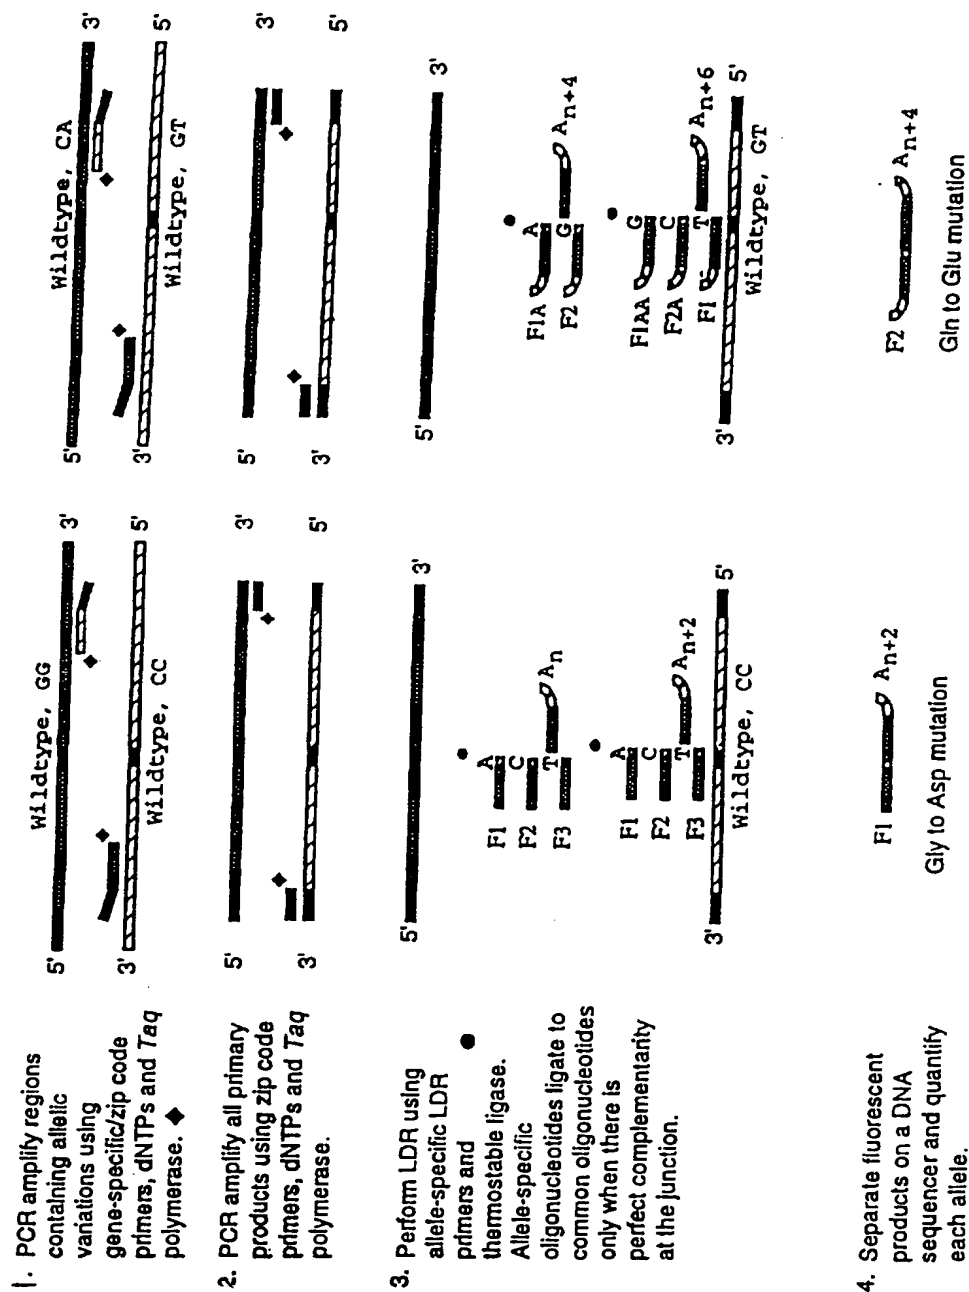 1. PCR amplify regions
containing allelic
variations using
gene-specific/zip code
primers, dNTPs and Taq
polymerase. ◆
5' Wildtype, GG 3'
3' Wildtype, CC 5'
5' Wildtype, CA 3'
3' Wildtype, GT 5'
2. PCR amplify all primary
products using zip code
primers, dNTPs and Taq
polymerase.
5' 3'
3' 5'
5' 3'
3' 5'
3. Perform LDR using
allele-specific LDR
primers and ●
thermostable ligase.
Allele-specific
oligonucleotides ligate to
common oligonucleotides
only when there is
perfect complementarity
at the junction.
5' 3'
F1 A
F2 C
F3 T An
F1 A
F2 C
F3 T An+2
3' Wildtype, CC 5'
5' 3'
F1A A
F2 G An+4
F1AA G
F2A C
F1 T An+6
3' Wildtype, GT 5'
4. Separate fluorescent
products on a DNA
sequencer and quantify
each allele.
F1 An+2
Gly to Asp mutation
F2 An+4
Gln to Glu mutation